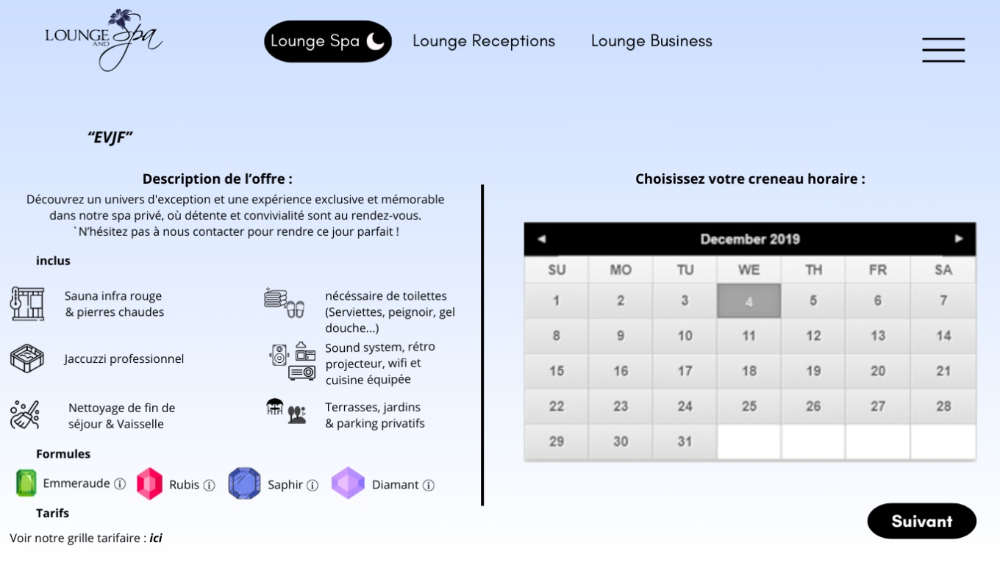 LOUNGE AND Spa
Lounge Spa
Lounge Receptions
Lounge Business
“EVJF”
Description de l’offre :
Découvrez un univers d'exception et une expérience exclusive et mémorable
dans notre spa privé, où détente et convivialité sont au rendez-vous.
`N’hésitez pas à nous contacter pour rendre ce jour parfait !
inclus
Sauna infra rouge
& pierres chaudes
nécéssaire de toilettes
(Serviettes, peignoir, gel
douche...)
Jaccuzzi professionnel
Sound system, rétro
projecteur, wifi et
cuisine équipée
Nettoyage de fin de
séjour & Vaisselle
Terrasses, jardins
& parking privatifs
Formules
Emmeraude ⓘ Rubis ⓘ Saphir ⓘ Diamant ⓘ
Tarifs
Voir notre grille tarifaire : ici
Choisissez votre creneau horaire :
◄ December 2019 ►
SU MO TU WE TH FR SA
1 2 3 4 5 6 7
8 9 10 11 12 13 14
15 16 17 18 19 20 21
22 23 24 25 26 27 28
29 30 31
Suivant